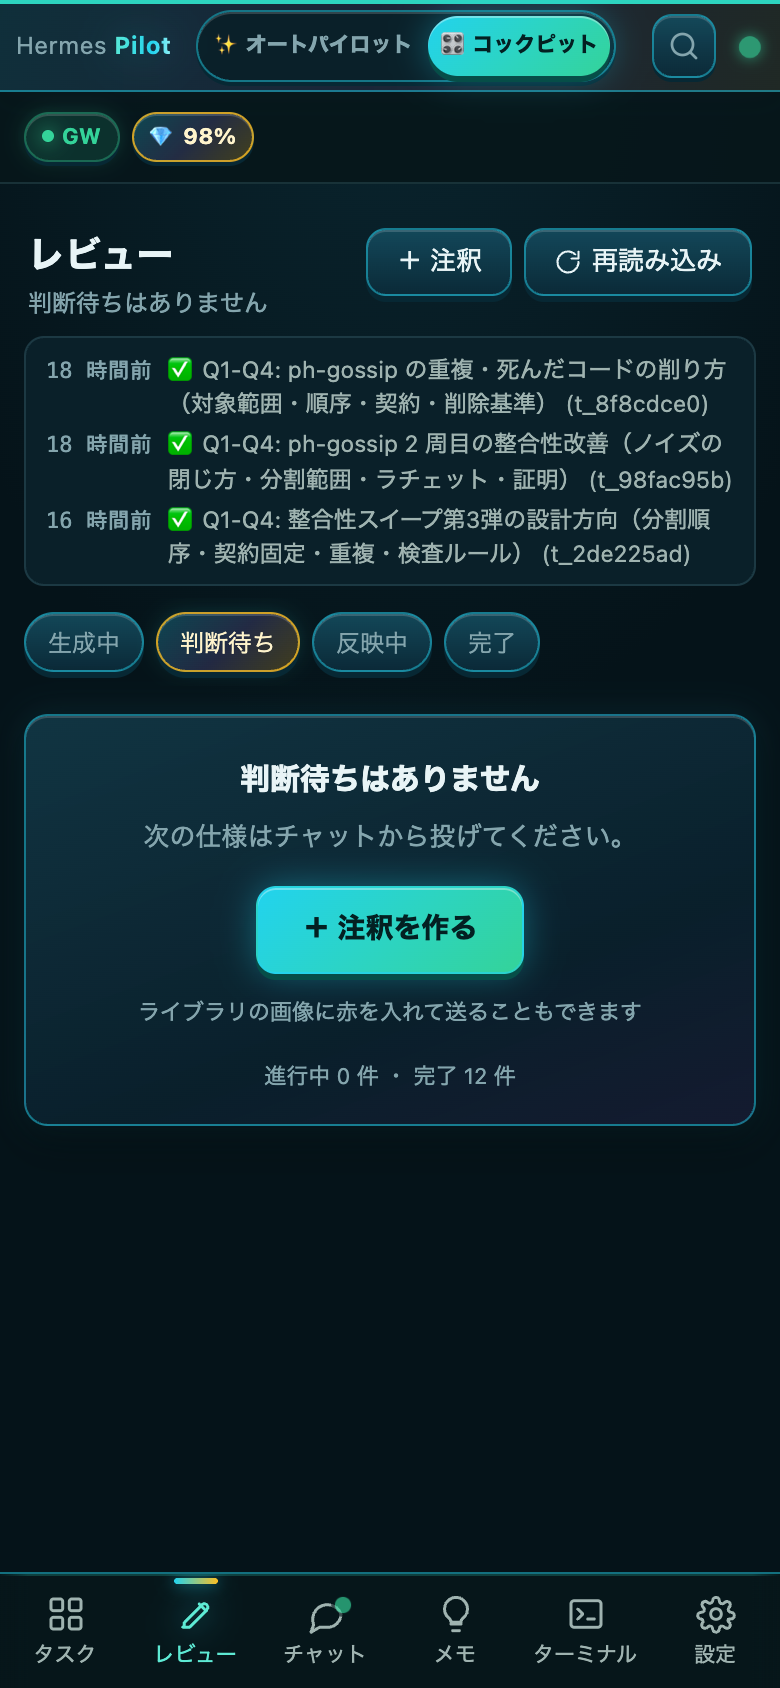 Hermes Pilot
✨ オートパイロット
🎛️ コックピット
GW
💎 98%
レビュー
判断待ちはありません
＋ 注釈
再読み込み
18 時間前 ✅ Q1-Q4: ph-gossip の重複・死んだコードの削り方
（対象範囲・順序・契約・削除基準） (t_8f8cdce0)
18 時間前 ✅ Q1-Q4: ph-gossip 2 周目の整合性改善（ノイズの
閉じ方・分割範囲・ラチェット・証明） (t_98fac95b)
16 時間前 ✅ Q1-Q4: 整合性スイープ第3弾の設計方向（分割順
序・契約固定・重複・検査ルール） (t_2de225ad)
生成中
判断待ち
反映中
完了
判断待ちはありません
次の仕様はチャットから投げてください。
＋ 注釈を作る
ライブラリの画像に赤を入れて送ることもできます
進行中 0 件 ・ 完了 12 件
タスク
レビュー
チャット
メモ
ターミナル
設定